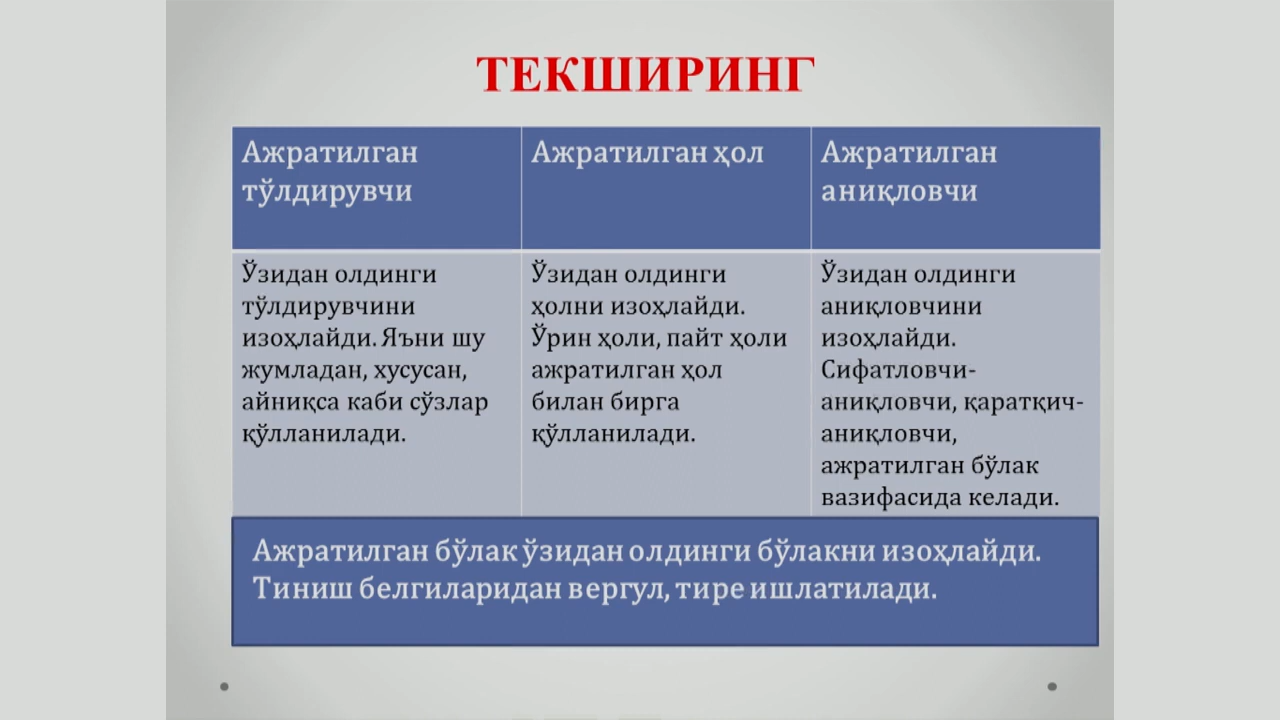 ТЕКШИРИНГ
Ажратилган
тўлдирувчи
Ажратилган ҳол
Ажратилган
аниқловчи
Ўзидан олдинги
тўлдирувчини
изоҳлайди. Яъни шу
жумладан, хусусан,
айниқса каби сўзлар
қўлланилади.
Ўзидан олдинги
ҳолни изоҳлайди.
Ўрин ҳоли, пайт ҳоли
ажратилган ҳол
билан бирга
қўлланилади.
Ўзидан олдинги
аниқловчини
изоҳлайди.
Сифатловчи-
аниқловчи, қаратқич-
аниқловчи,
ажратилган бўлак
вазифасида келади.
Ажратилган бўлак ўзидан олдинги бўлакни изоҳлайди.
Тиниш белгиларидан вергул, тире ишлатилади.